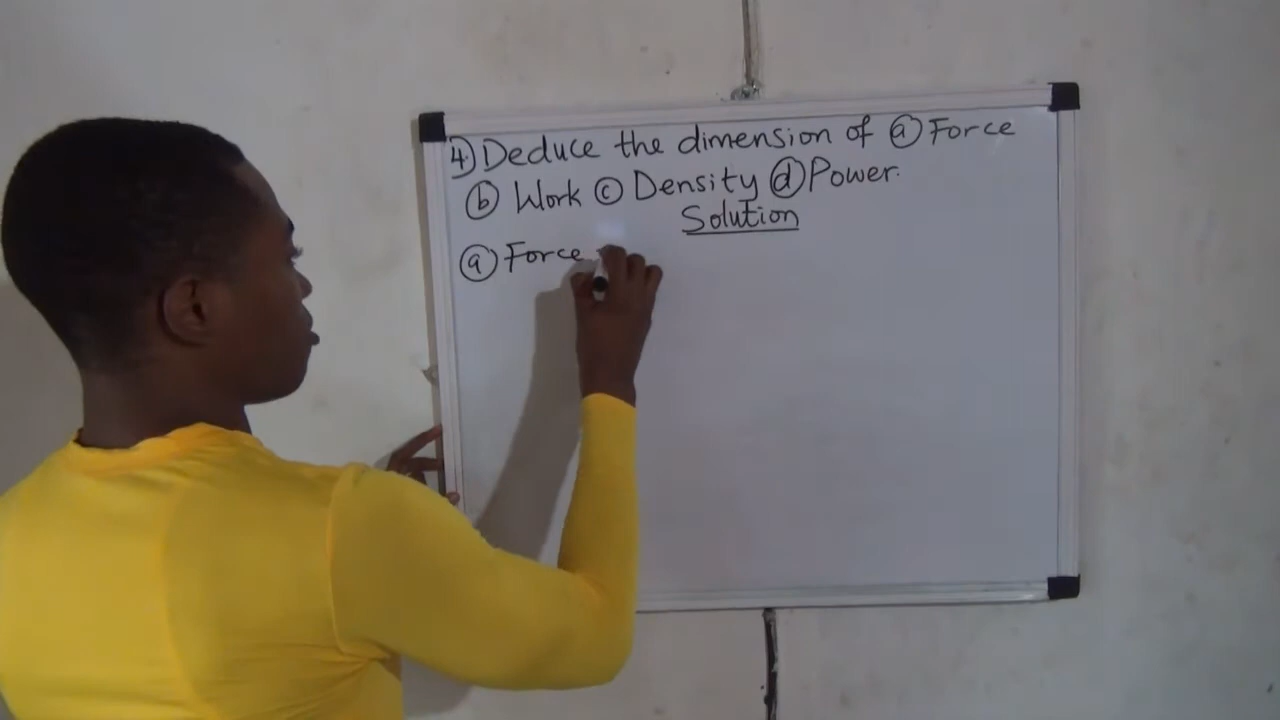 4) Deduce the dimension of ⓐ Force
ⓑ Work ⓒ Density ⓓ Power.
Solution
ⓐ Force